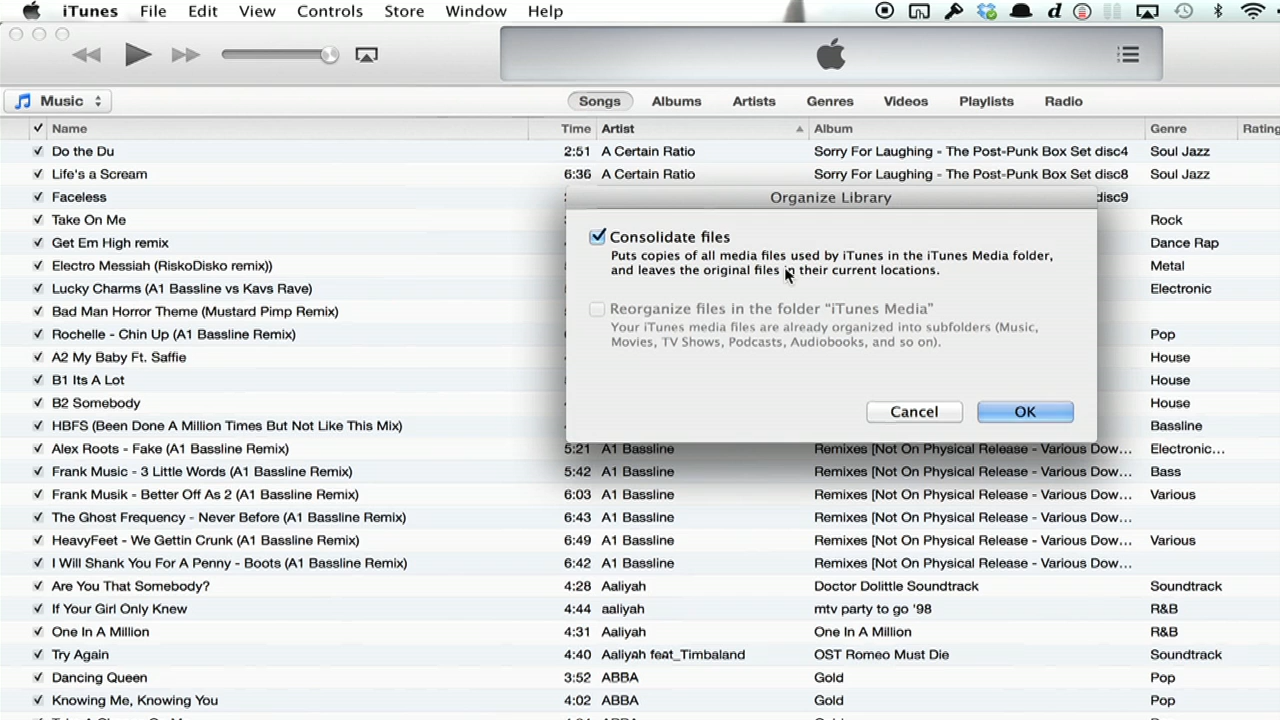 iTunes File Edit View Controls Store Window Help
Music Songs Albums Artists Genres Videos Playlists Radio
Name Time Artist Album Genre Rating
Do the Du 2:51 A Certain Ratio Sorry For Laughing - The Post-Punk Box Set disc4 Soul Jazz
Life's a Scream 6:36 A Certain Ratio Sorry For Laughing - The Post-Punk Box Set disc8 Soul Jazz
Faceless disc9
Organize Library
Take On Me Rock
Consolidate files
Get Em High remix Dance Rap
Puts copies of all media files used by iTunes in the iTunes Media folder,
and leaves the original files in their current locations.
Electro Messiah (RiskoDisko remix)) Metal
Lucky Charms (A1 Bassline vs Kavs Rave) Electronic
Reorganize files in the folder "iTunes Media"
Bad Man Horror Theme (Mustard Pimp Remix)
Your iTunes media files are already organized into subfolders (Music,
Movies, TV Shows, Podcasts, Audiobooks, and so on).
Rochelle - Chin Up (A1 Bassline Remix) Pop
A2 My Baby Ft. Saffie House
B1 Its A Lot House
B2 Somebody House
Cancel OK
HBFS (Been Done A Million Times But Not Like This Mix) Bassline
Alex Roots - Fake (A1 Bassline Remix) 5:21 A1 Bassline Remixes [Not On Physical Release - Various Dow... Electronic...
Frank Music - 3 Little Words (A1 Bassline Remix) 5:42 A1 Bassline Remixes [Not On Physical Release - Various Dow... Bass
Frank Musik - Better Off As 2 (A1 Bassline Remix) 6:03 A1 Bassline Remixes [Not On Physical Release - Various Dow... Various
The Ghost Frequency - Never Before (A1 Bassline Remix) 6:43 A1 Bassline Remixes [Not On Physical Release - Various Dow...
HeavyFeet - We Gettin Crunk (A1 Bassline Remix) 6:49 A1 Bassline Remixes [Not On Physical Release - Various Dow... Various
I Will Shank You For A Penny - Boots (A1 Bassline Remix) 6:42 A1 Bassline Remixes [Not On Physical Release - Various Dow...
Are You That Somebody? 4:28 Aaliyah Doctor Dolittle Soundtrack Soundtrack
If Your Girl Only Knew 4:44 aaliyah mtv party to go '98 R&B
One In A Million 4:31 Aaliyah One In A Million R&B
Try Again 4:40 Aaliyah feat_Timbaland OST Romeo Must Die Soundtrack
Dancing Queen 3:52 ABBA Gold Pop
Knowing Me, Knowing You 4:02 ABBA Gold Pop